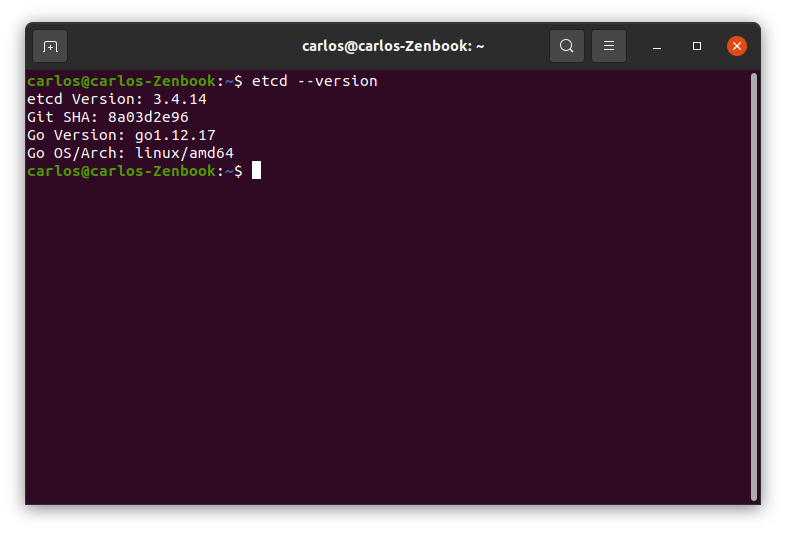 carlos@carlos-Zenbook: ~
carlos@carlos-Zenbook:~$ etcd --version
etcd Version: 3.4.14
Git SHA: 8a03d2e96
Go Version: go1.12.17
Go OS/Arch: linux/amd64
carlos@carlos-Zenbook:~$